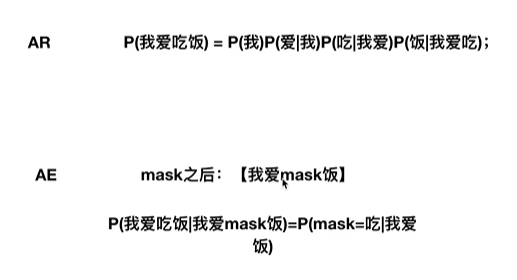 AR P(我爱吃饭) = P(我)P(爱|我)P(吃|我爱)P(饭|我爱吃);
AE mask之后：【我爱mask饭】
P(我爱吃饭|我爱mask饭)=P(mask=吃|我爱
饭)